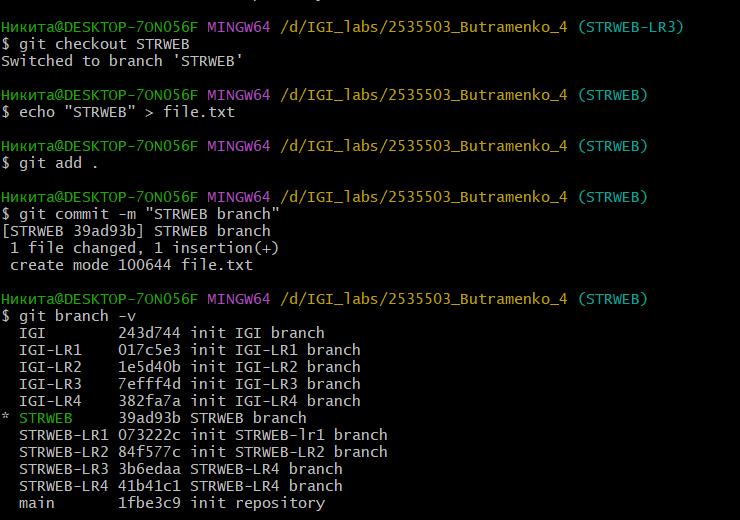 Никита@DESKTOP-7ON056F MINGW64 /d/IGI_labs/2535503_Butramenko_4 (STRWEB-LR3)
$ git checkout STRWEB
Switched to branch 'STRWEB'
Никита@DESKTOP-7ON056F MINGW64 /d/IGI_labs/2535503_Butramenko_4 (STRWEB)
$ echo "STRWEB" > file.txt
Никита@DESKTOP-7ON056F MINGW64 /d/IGI_labs/2535503_Butramenko_4 (STRWEB)
$ git add .
Никита@DESKTOP-7ON056F MINGW64 /d/IGI_labs/2535503_Butramenko_4 (STRWEB)
$ git commit -m "STRWEB branch"
[STRWEB 39ad93b] STRWEB branch
 1 file changed, 1 insertion(+)
 create mode 100644 file.txt
Никита@DESKTOP-7ON056F MINGW64 /d/IGI_labs/2535503_Butramenko_4 (STRWEB)
$ git branch -v
  IGI        243d744 init IGI branch
  IGI-LR1    017c5e3 init IGI-LR1 branch
  IGI-LR2    1e5d40b init IGI-LR2 branch
  IGI-LR3    7efff4d init IGI-LR3 branch
  IGI-LR4    382fa7a init IGI-LR4 branch
* STRWEB     39ad93b STRWEB branch
  STRWEB-LR1 073222c init STRWEB-lr1 branch
  STRWEB-LR2 84f577c init STRWEB-LR2 branch
  STRWEB-LR3 3b6edaa STRWEB-LR4 branch
  STRWEB-LR4 41b41c1 STRWEB-LR4 branch
  main       1fbe3c9 init repository